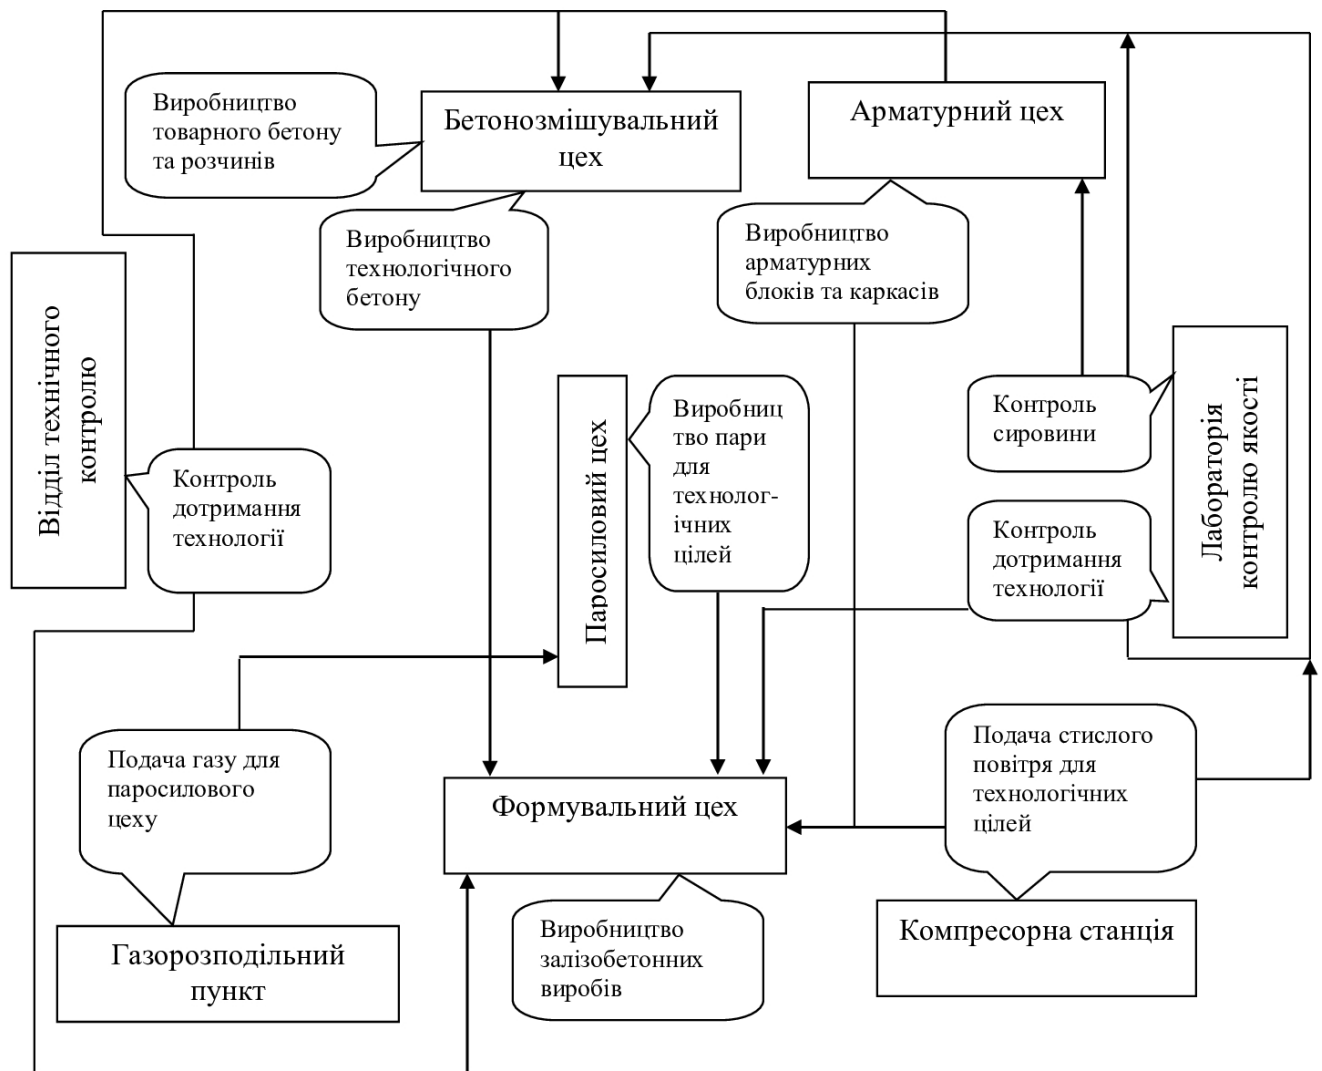 Виробництво
товарного бетону
та розчинів
Бетонозмішувальний
цех
Арматурний цех
Виробництво
технологічного
бетону
Виробництво
арматурних
блоків та каркасів
Відділ технічного
контролю
Контроль
дотримання
технології
Паросиловий цех
Виробниц
тво пари
для
технолог-
ічних
цілей
Контроль
сировини
Контроль
дотримання
технології
Лабораторія
контролю якості
Подача газу для
паросилового
цеху
Формувальний цех
Подача стислого
повітря для
технологічних
цілей
Газорозподільний
пункт
Виробництво
залізобетонних
виробів
Компресорна станція